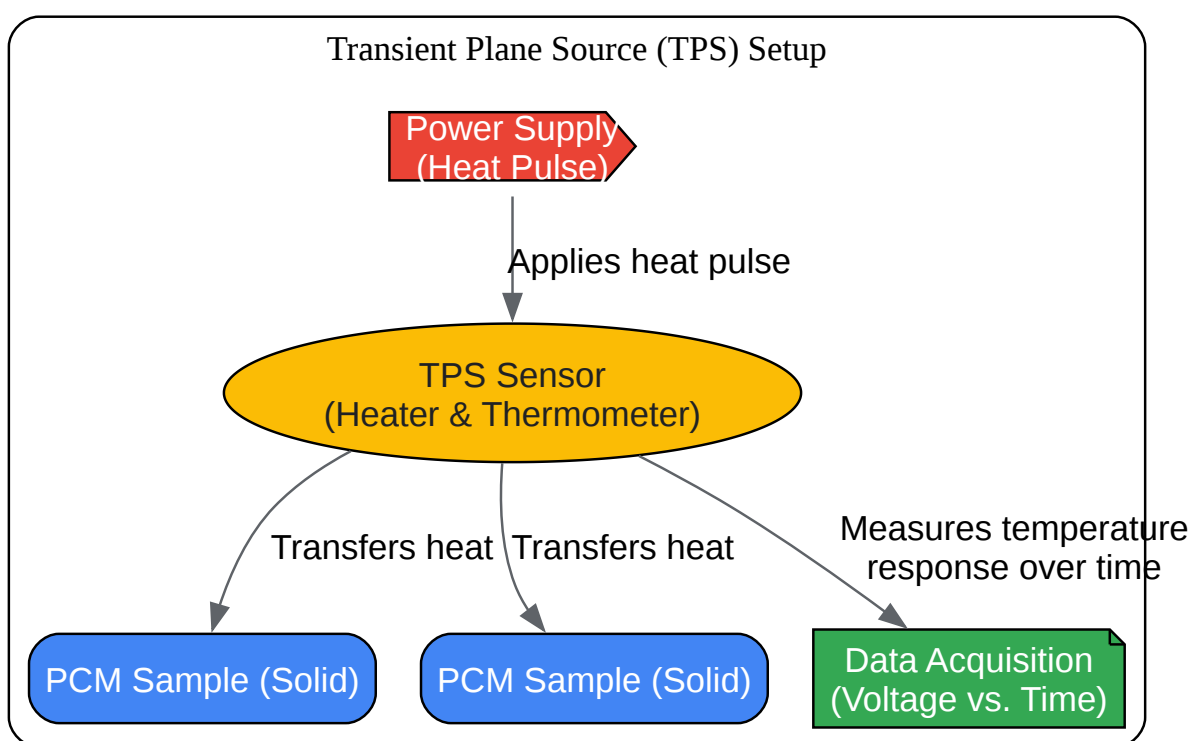 Transient Plane Source (TPS) Setup
Power Supply
(Heat Pulse)
Applies heat pulse
TPS Sensor
(Heater & Thermometer)
Transfers heat
Transfers heat
Measures temperature
response over time
PCM Sample (Solid)
PCM Sample (Solid)
Data Acquisition
(Voltage vs. Time)